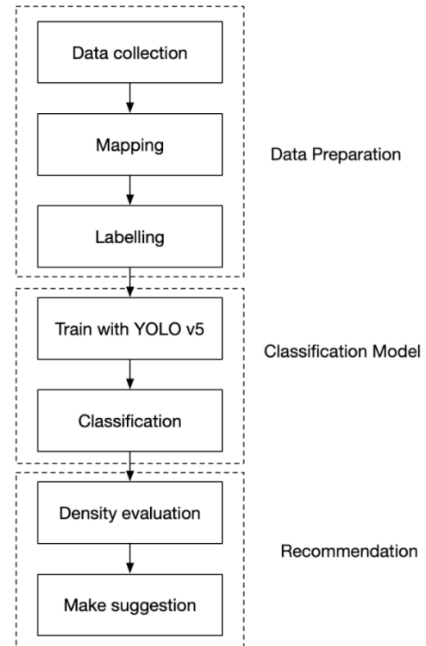 Data collection
Mapping
Data Preparation
Labelling
Train with YOLO v5
Classification Model
Classification
Density evaluation
Recommendation
Make suggestion